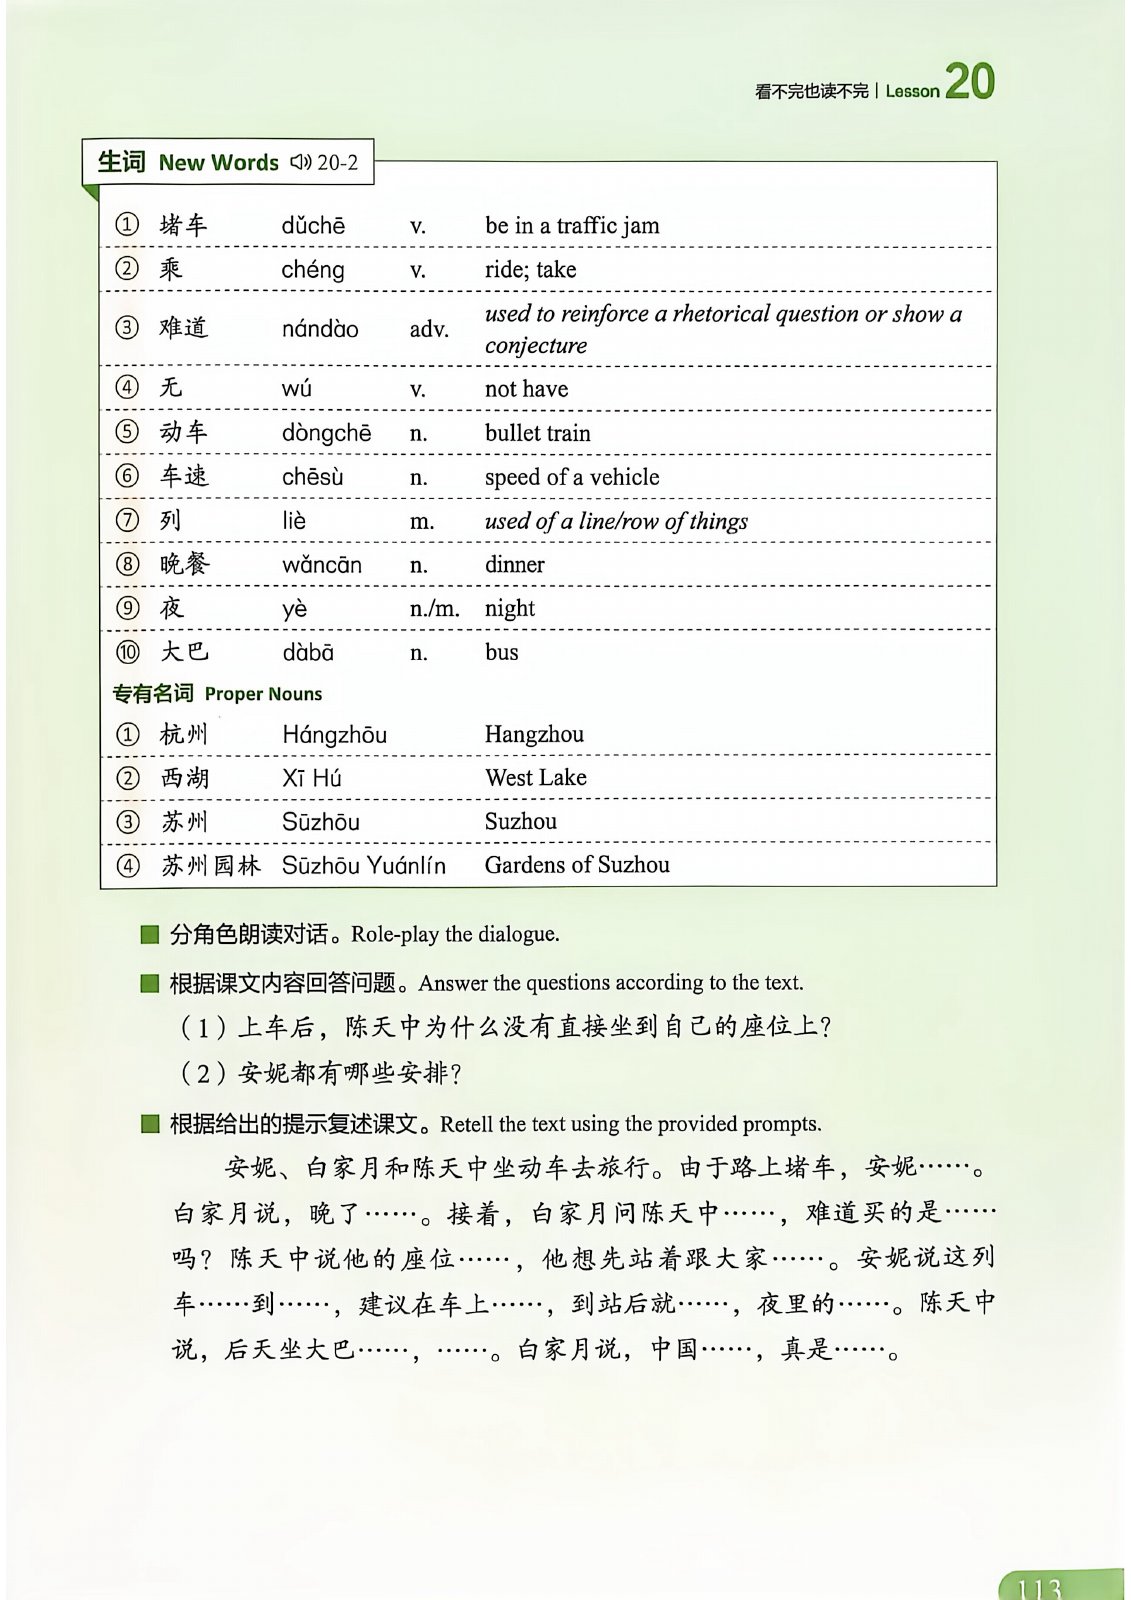 看不完也读不完 | Lesson 20
生词 New Words 20-2
① 堵车 dǔchē v. be in a traffic jam
② 乘 chéng v. ride; take
③ 难道 nándào adv. used to reinforce a rhetorical question or show a
conjecture
④ 无 wú v. not have
⑤ 动车 dòngchē n. bullet train
⑥ 车速 chēsù n. speed of a vehicle
⑦ 列 liè m. used of a line/row of things
⑧ 晚餐 wǎncān n. dinner
⑨ 夜 yè n./m. night
⑩ 大巴 dàbā n. bus
专有名词 Proper Nouns
① 杭州 Hángzhōu Hangzhou
② 西湖 Xī Hú West Lake
③ 苏州 Sūzhōu Suzhou
④ 苏州园林 Sūzhōu Yuánlín Gardens of Suzhou
分角色朗读对话。Role-play the dialogue.
根据课文内容回答问题。Answer the questions according to the text.
（1）上车后，陈天中为什么没有直接坐到自己的座位上？
（2）安妮都有哪些安排？
根据给出的提示复述课文。Retell the text using the provided prompts.
安妮、白家月和陈天中坐动车去旅行。由于路上堵车，安妮……。
白家月说，晚了……。接着，白家月问陈天中……，难道买的是……
吗？陈天中说他的座位……，他想先站着跟大家……。安妮说这列
车……到……，建议在车上……，到站后就……，夜里的……。陈天中
说，后天坐大巴……，……。白家月说，中国……，真是……。
113